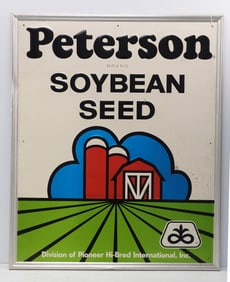 Peterson
BRAND
SOYBEAN
SEED
Division of Pioneer Hi-Bred International, Inc.